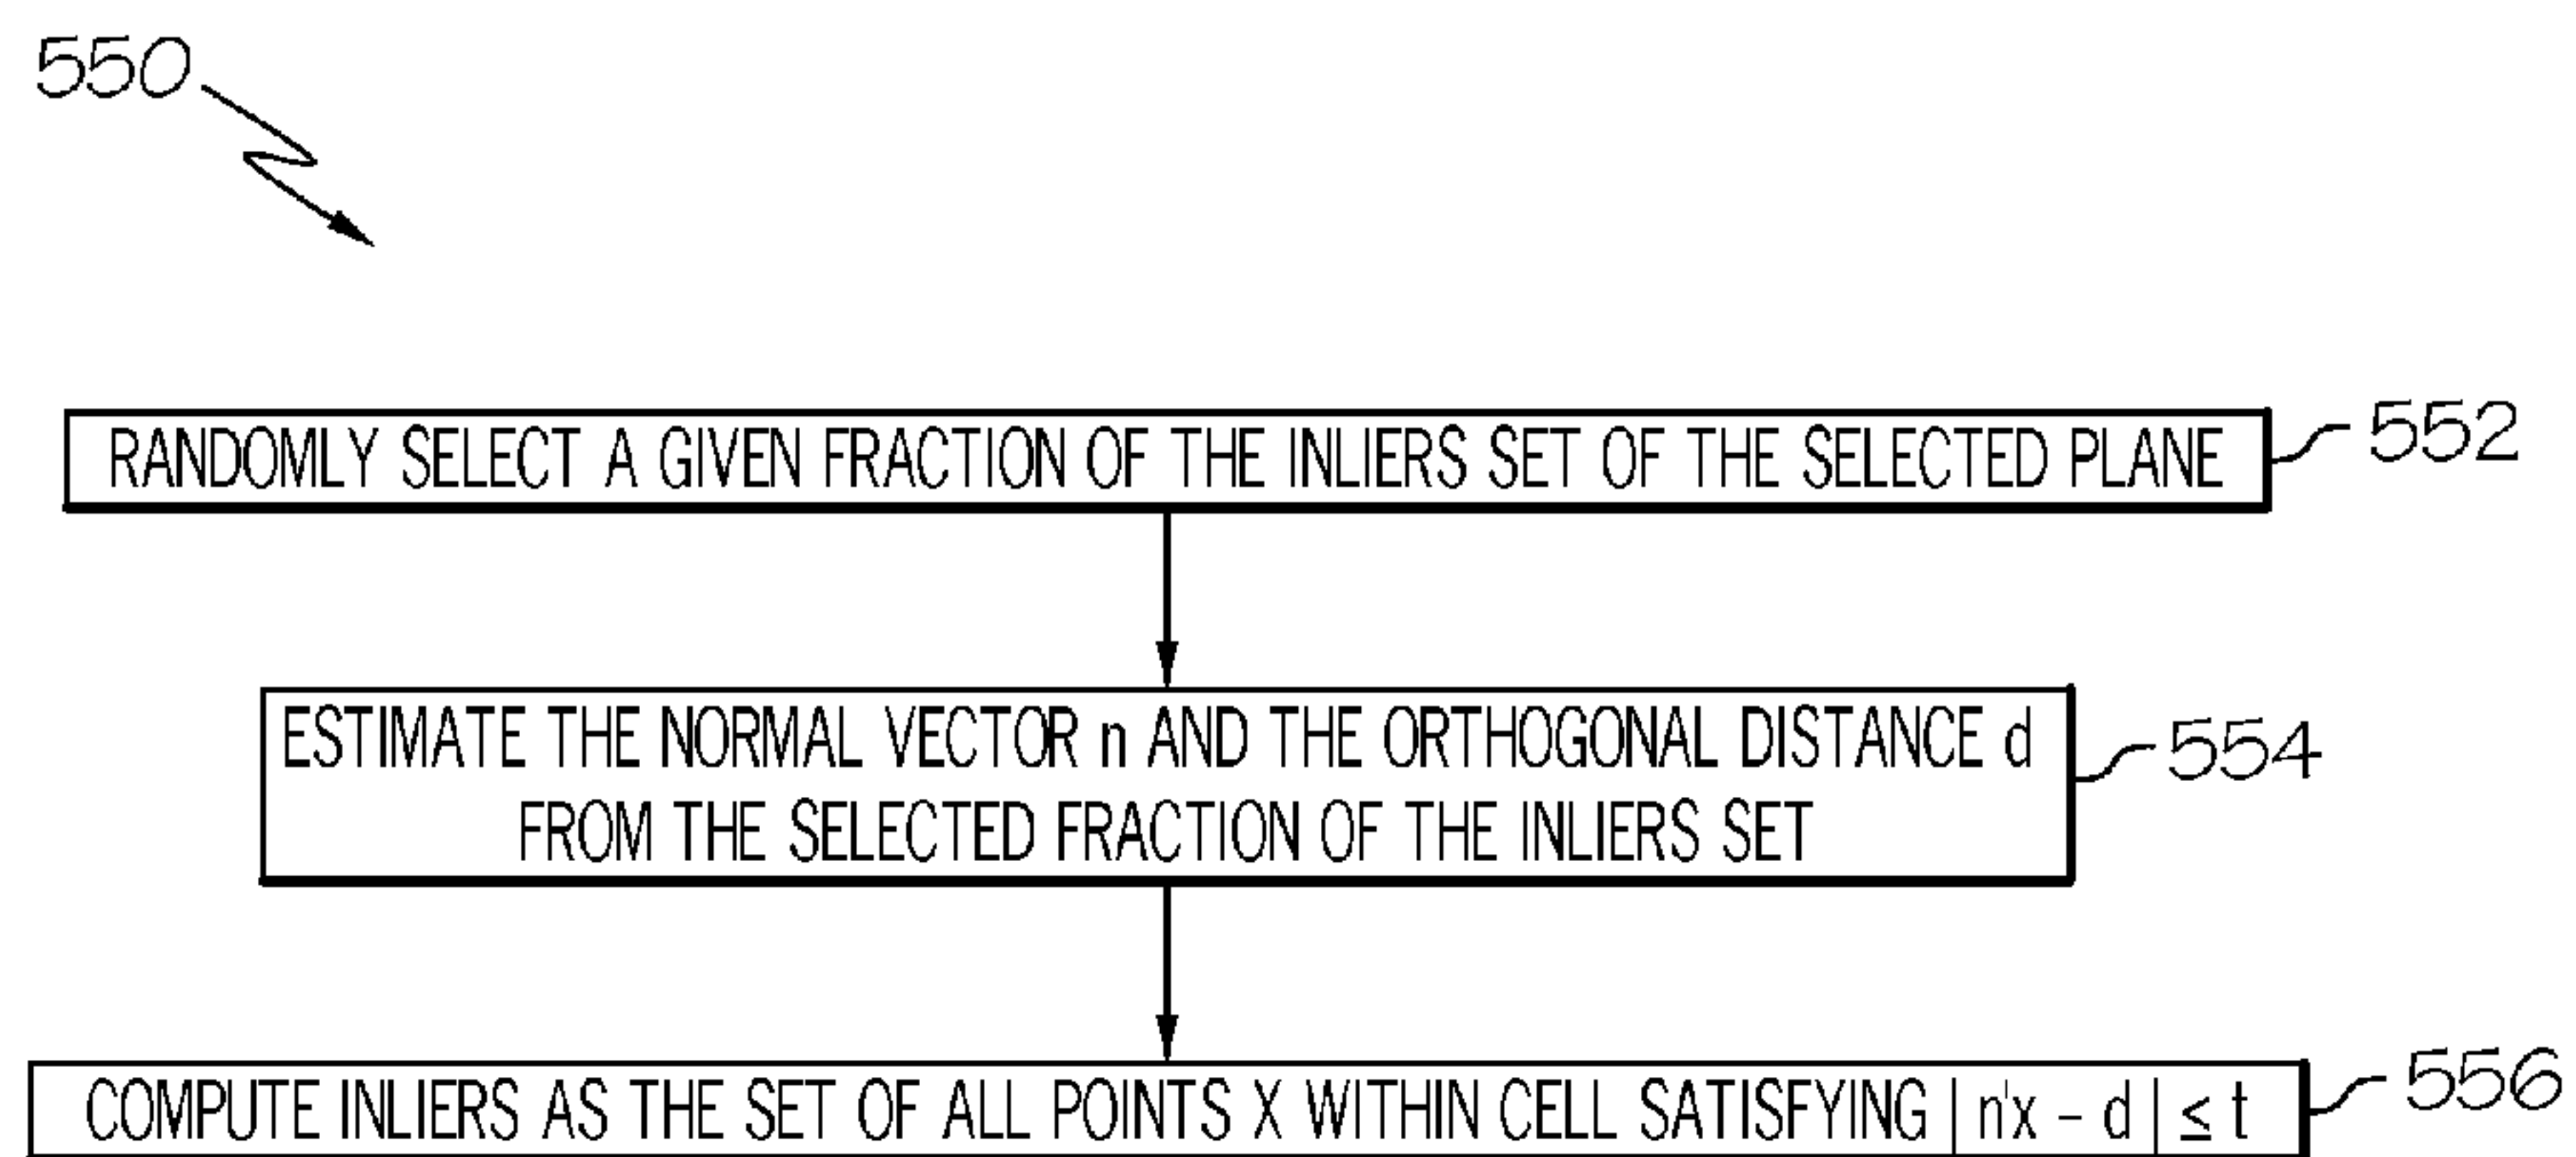 550
RANDOMLY SELECT A GIVEN FRACTION OF THE INLIERS SET OF THE SELECTED PLANE
552
ESTIMATE THE NORMAL VECTOR n AND THE ORTHOGONAL DISTANCE d
FROM THE SELECTED FRACTION OF THE INLIERS SET
554
COMPUTE INLIERS AS THE SET OF ALL POINTS X WITHIN CELL SATISFYING | n'x – d | ≤ t
556